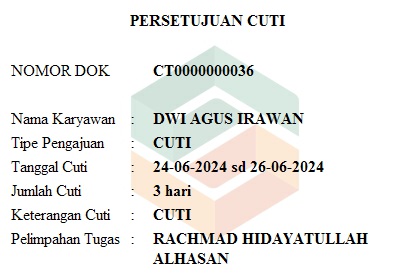 PERSETUJUAN CUTI
NOMOR DOK CT0000000036
Nama Karyawan : DWI AGUS IRAWAN
Tipe Pengajuan : CUTI
Tanggal Cuti : 24-06-2024 sd 26-06-2024
Jumlah Cuti : 3 hari
Keterangan Cuti : CUTI
Pelimpahan Tugas : RACHMAD HIDAYATULLAH
ALHASAN